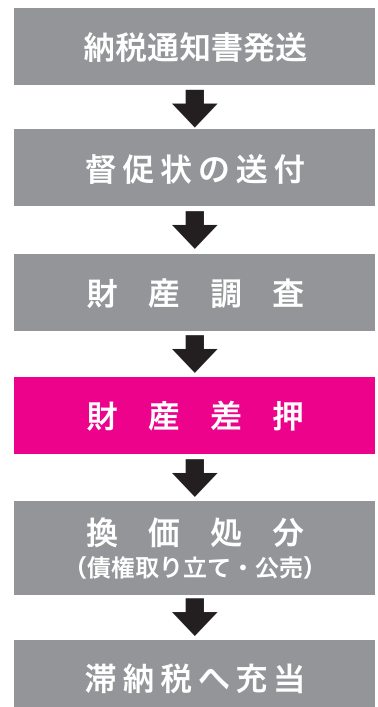 納税通知書発送
督促状の送付
財産調査
財産差押
換価処分
（債権取り立て・公売）
滞納税へ充当